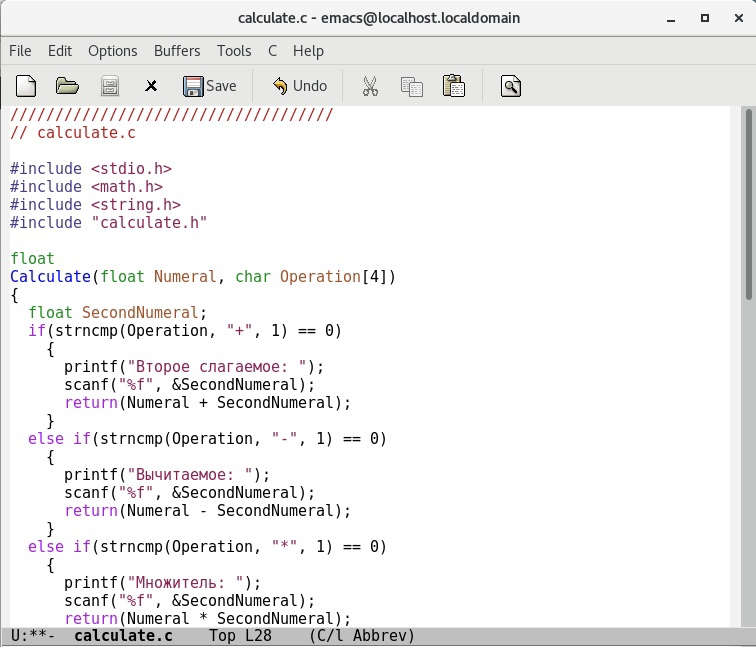 calculate.c - emacs@localhost.localdomain
File Edit Options Buffers Tools C Help
Save Undo
////////////////////////////////////
// calculate.c
#include <stdio.h>
#include <math.h>
#include <string.h>
#include "calculate.h"
float
Calculate(float Numeral, char Operation[4])
{
  float SecondNumeral;
  if(strncmp(Operation, "+", 1) == 0)
    {
      printf("Второе слагаемое: ");
      scanf("%f", &SecondNumeral);
      return(Numeral + SecondNumeral);
    }
  else if(strncmp(Operation, "-", 1) == 0)
    {
      printf("Вычитаемое: ");
      scanf("%f", &SecondNumeral);
      return(Numeral - SecondNumeral);
    }
  else if(strncmp(Operation, "*", 1) == 0)
    {
      printf("Множитель: ");
      scanf("%f", &SecondNumeral);
      return(Numeral * SecondNumeral);
U:**-  calculate.c    Top L28    (C/l Abbrev)